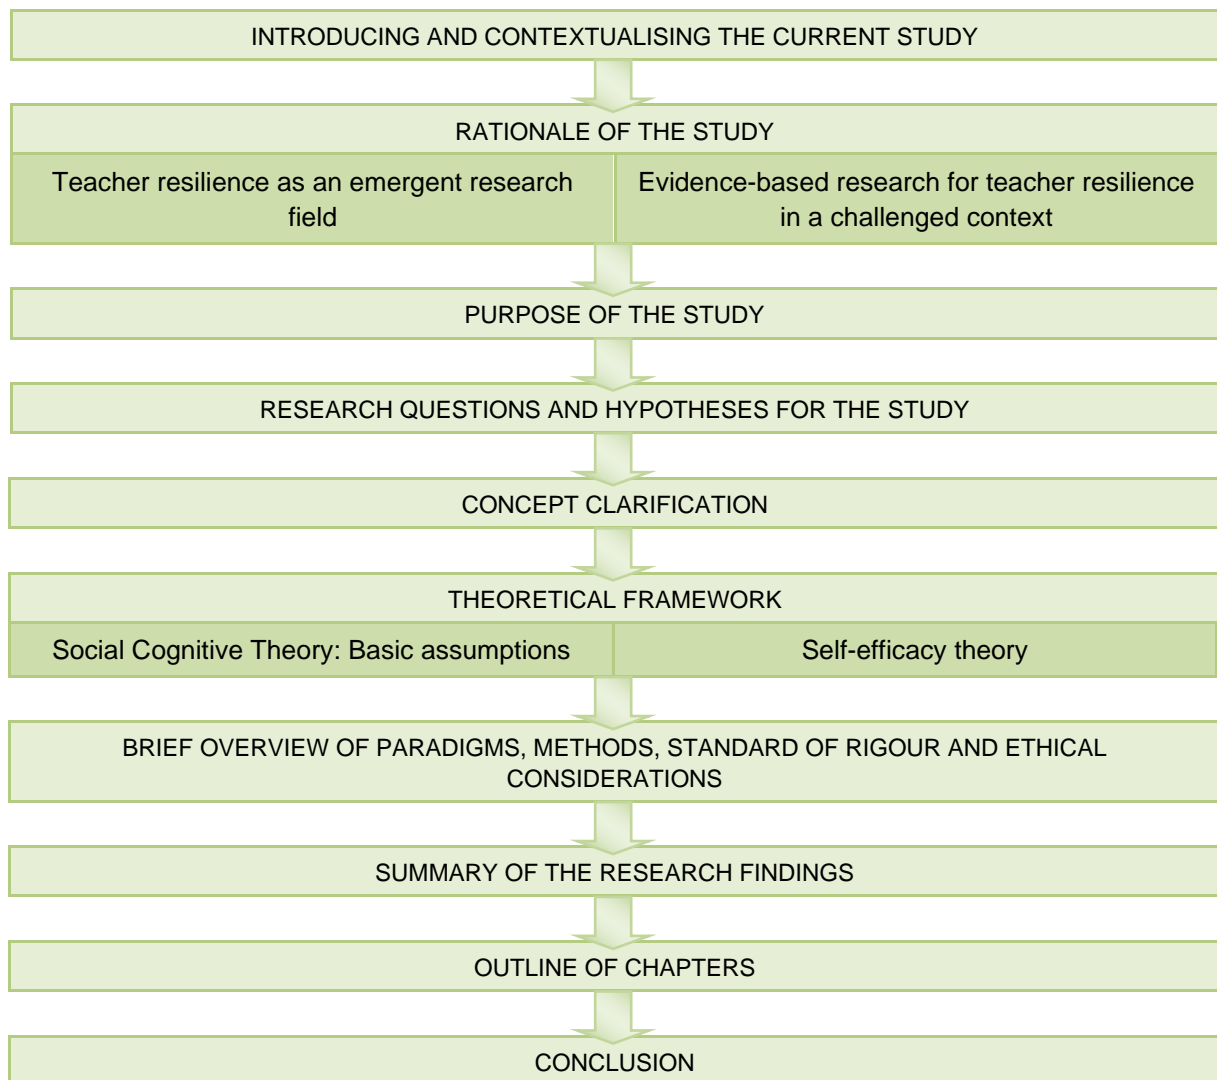 INTRODUCING AND CONTEXTUALISING THE CURRENT STUDY
RATIONALE OF THE STUDY
Teacher resilience as an emergent research
field
Evidence-based research for teacher resilience
in a challenged context
PURPOSE OF THE STUDY
RESEARCH QUESTIONS AND HYPOTHESES FOR THE STUDY
CONCEPT CLARIFICATION
THEORETICAL FRAMEWORK
Social Cognitive Theory: Basic assumptions
Self-efficacy theory
BRIEF OVERVIEW OF PARADIGMS, METHODS, STANDARD OF RIGOUR AND ETHICAL
CONSIDERATIONS
SUMMARY OF THE RESEARCH FINDINGS
OUTLINE OF CHAPTERS
CONCLUSION